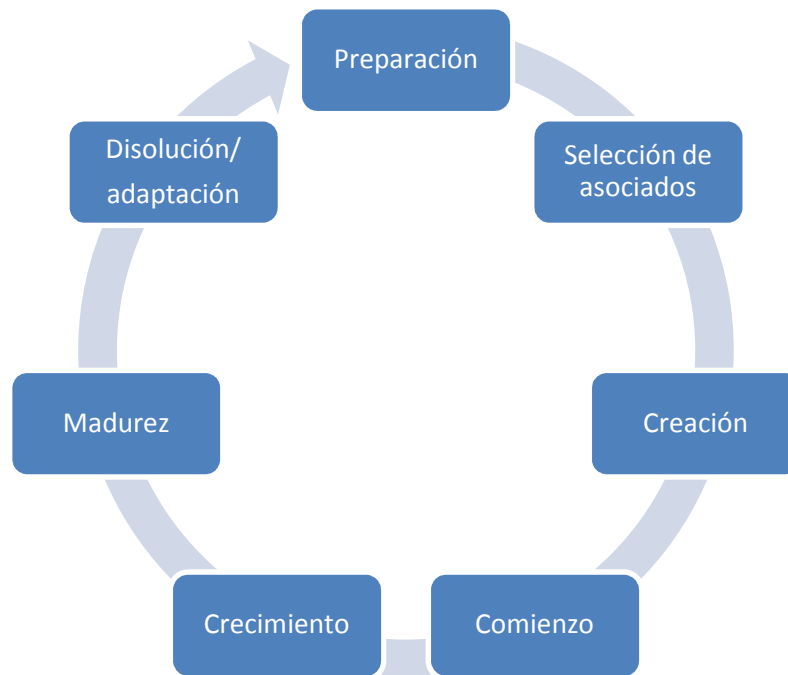 Preparación
Selección de
asociados
Creación
Comienzo
Crecimiento
Madurez
Disolución/
adaptación